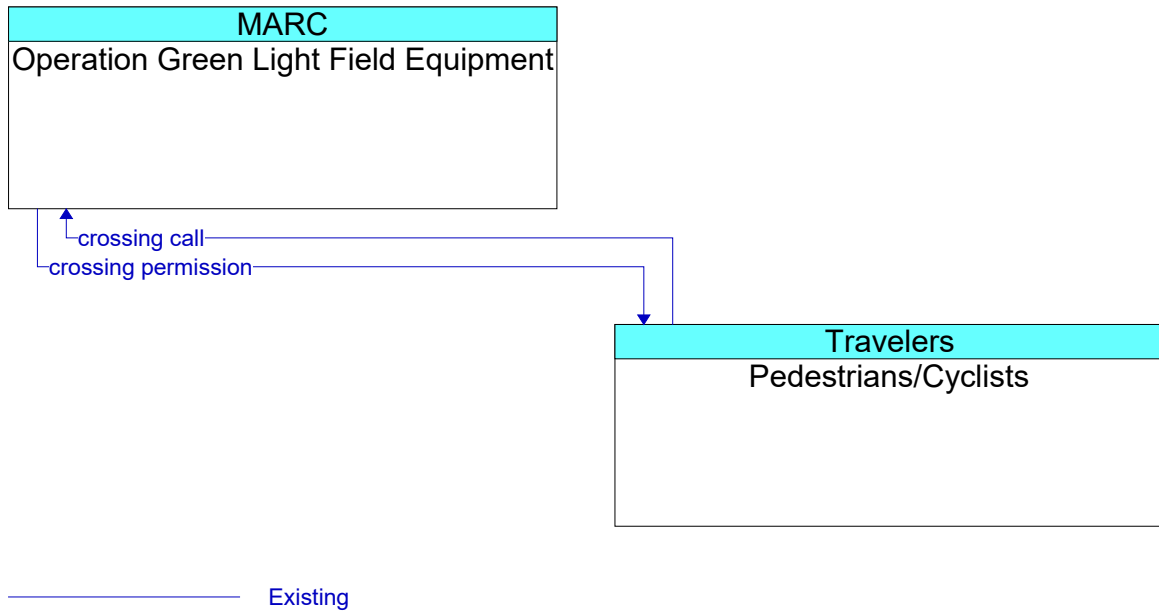 MARC
Operation Green Light Field Equipment
crossing call
crossing permission
Travelers
Pedestrians/Cyclists
Existing